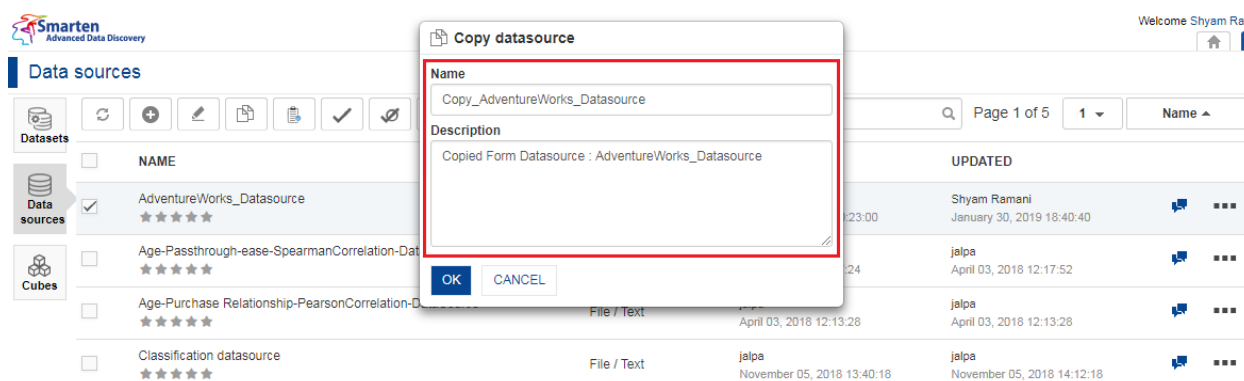 Smarten
Advanced Data Discovery
Welcome Shyam Ra
Data sources
Copy datasource
Name
Copy_AdventureWorks_Datasource
Description
Copied Form Datasource : AdventureWorks_Datasource
OK
CANCEL
Page 1 of 5
1
Name
Datasets
Data
sources
Cubes
NAME
UPDATED
AdventureWorks_Datasource
:23:00
Shyam Ramani
January 30, 2019 18:40:40
Age-Passthrough-ease-SpearmanCorrelation-Dat
:24
jalpa
April 03, 2018 12:17:52
Age-Purchase Relationship-PearsonCorrelation-
File / Text
April 03, 2018 12:13:28
jalpa
April 03, 2018 12:13:28
Classification datasource
File / Text
jalpa
November 05, 2018 13:40:18
jalpa
November 05, 2018 14:12:18